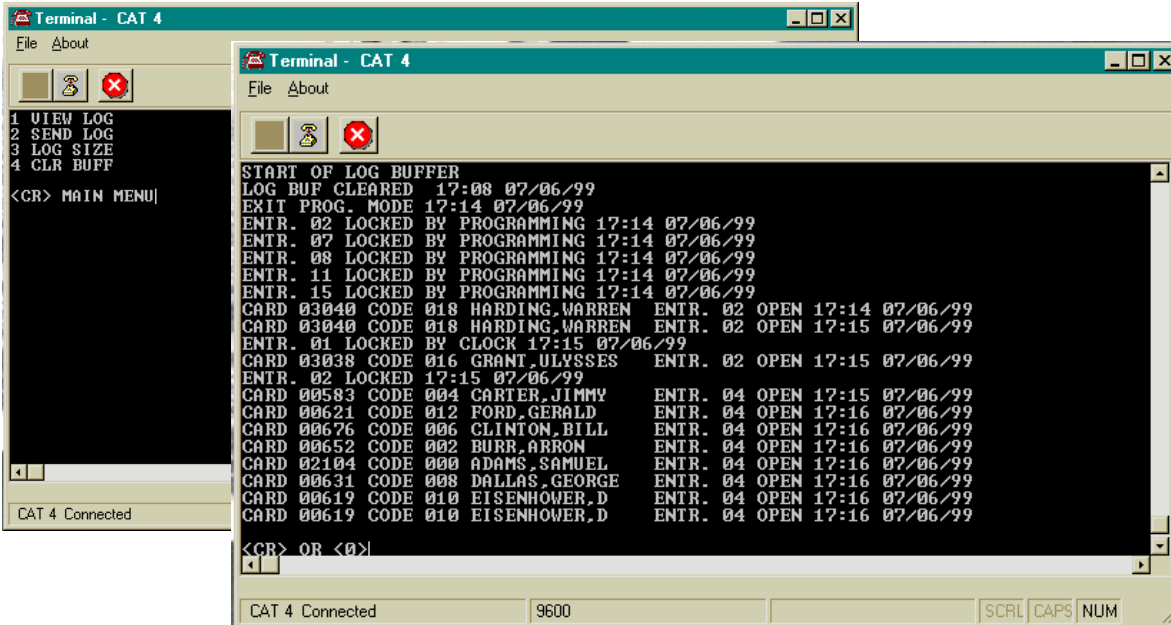 Terminal - CAT 4
File About
1 VIEW LOG
2 SEND LOG
3 LOG SIZE
4 CLR BUFF
<CR> MAIN MENU
CAT 4 Connected
Terminal - CAT 4
File About
START OF LOG BUFFER
LOG BUF CLEARED 17:08 07/06/99
EXIT PROG. MODE 17:14 07/06/99
ENTR. 02 LOCKED BY PROGRAMMING 17:14 07/06/99
ENTR. 07 LOCKED BY PROGRAMMING 17:14 07/06/99
ENTR. 08 LOCKED BY PROGRAMMING 17:14 07/06/99
ENTR. 11 LOCKED BY PROGRAMMING 17:14 07/06/99
ENTR. 15 LOCKED BY PROGRAMMING 17:14 07/06/99
CARD 03040 CODE 018 HARDING,WARREN ENTR. 02 OPEN 17:14 07/06/99
CARD 03040 CODE 018 HARDING,WARREN ENTR. 02 OPEN 17:15 07/06/99
ENTR. 01 LOCKED BY CLOCK 17:15 07/06/99
CARD 03038 CODE 016 GRANT,ULYSSES ENTR. 02 OPEN 17:15 07/06/99
ENTR. 02 LOCKED 17:15 07/06/99
CARD 00583 CODE 004 CARTER,JIMMY ENTR. 04 OPEN 17:15 07/06/99
CARD 00621 CODE 012 FORD,GERALD ENTR. 04 OPEN 17:16 07/06/99
CARD 00676 CODE 006 CLINTON,BILL ENTR. 04 OPEN 17:16 07/06/99
CARD 00652 CODE 002 BURR,ARRON ENTR. 04 OPEN 17:16 07/06/99
CARD 02104 CODE 000 ADAMS,SAMUEL ENTR. 04 OPEN 17:16 07/06/99
CARD 00631 CODE 008 DALLAS,GEORGE ENTR. 04 OPEN 17:16 07/06/99
CARD 00619 CODE 010 EISENHOWER,D ENTR. 04 OPEN 17:16 07/06/99
CARD 00619 CODE 010 EISENHOWER,D ENTR. 04 OPEN 17:16 07/06/99
<CR> OR <0>
CAT 4 Connected 9600 SCRL CAPS NUM